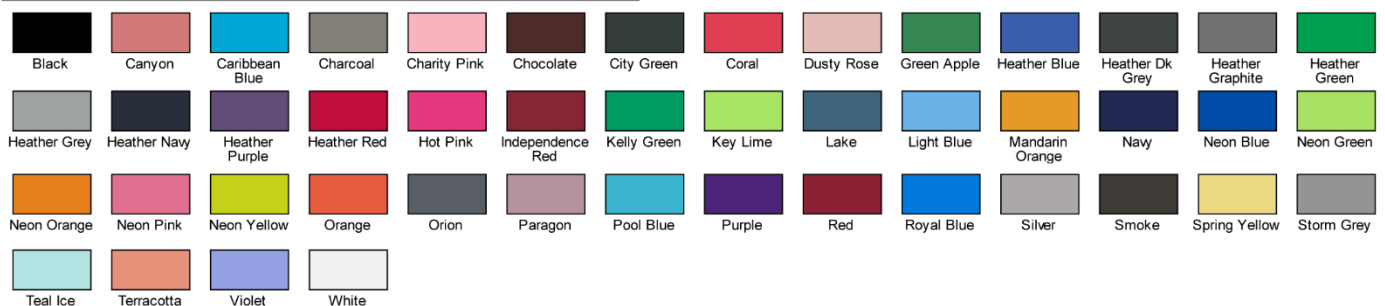 Black Canyon Caribbean Blue Charcoal Charity Pink Chocolate City Green Coral Dusty Rose Green Apple Heather Blue Heather Dk Grey Heather Graphite Heather Green
Heather Grey Heather Navy Heather Purple Heather Red Hot Pink Independence Red Kelly Green Key Lime Lake Light Blue Mandarin Orange Navy Neon Blue Neon Green
Neon Orange Neon Pink Neon Yellow Orange Orion Paragon Pool Blue Purple Red Royal Blue Silver Smoke Spring Yellow Storm Grey
Teal Ice Terracotta Violet White